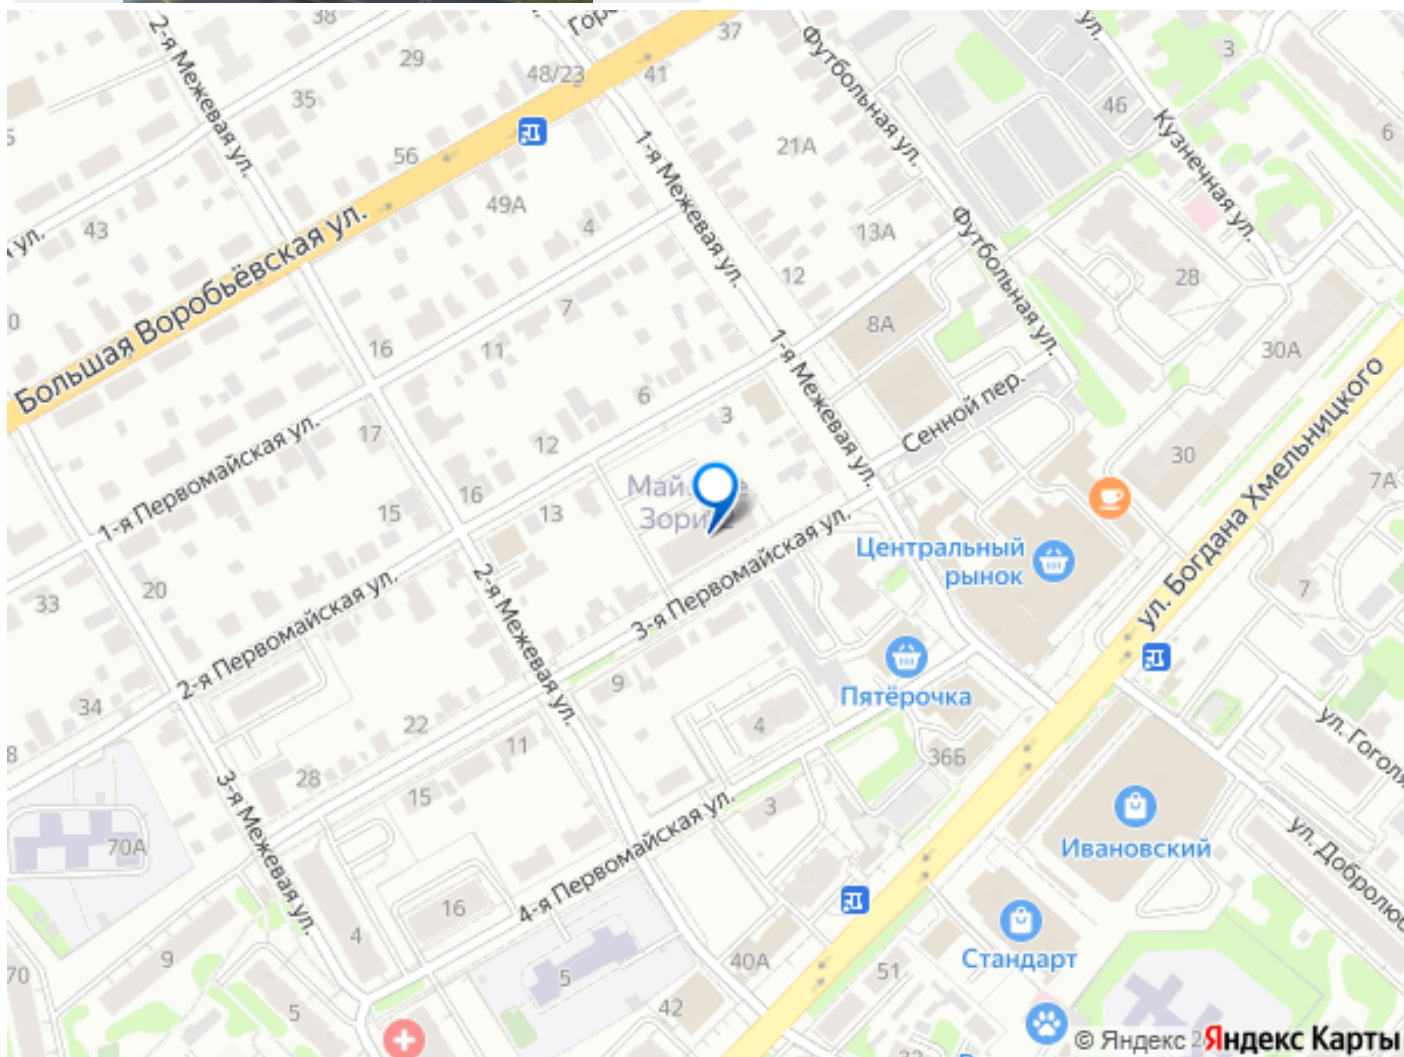 38
2-я Межевая ул.
29
48/23
41
37
Футбольная ул.
ул.
3
46
6
35
56
21А
Кузнечная ул.
1-я Межевая ул.
49А
4
13А
Футбольная ул.
43
ул.
Большая Воробьёвская ул.
12
28
7
8А
16
11
1-я Межевая ул.
30А
6
3
Сенной пер.
17
12
30
7А
1-я Первомайская ул.
16
15
13
3-я Первомайская ул.
Центральный
рынок
ул. Богдана Хмельницкого
20
33
2-я Первомайская ул.
2-я Межевая ул.
7
9
Пятёрочка
34
22
4
36Б
ул. Гоголя
11
28
15
3
3-я Межевая ул.
70А
4-я Первомайская ул.
Ивановский
ул. Добролюб
16
4
9
40А
51
Стандарт
70
5
5
42
© Яндекс
Яндекс Карты